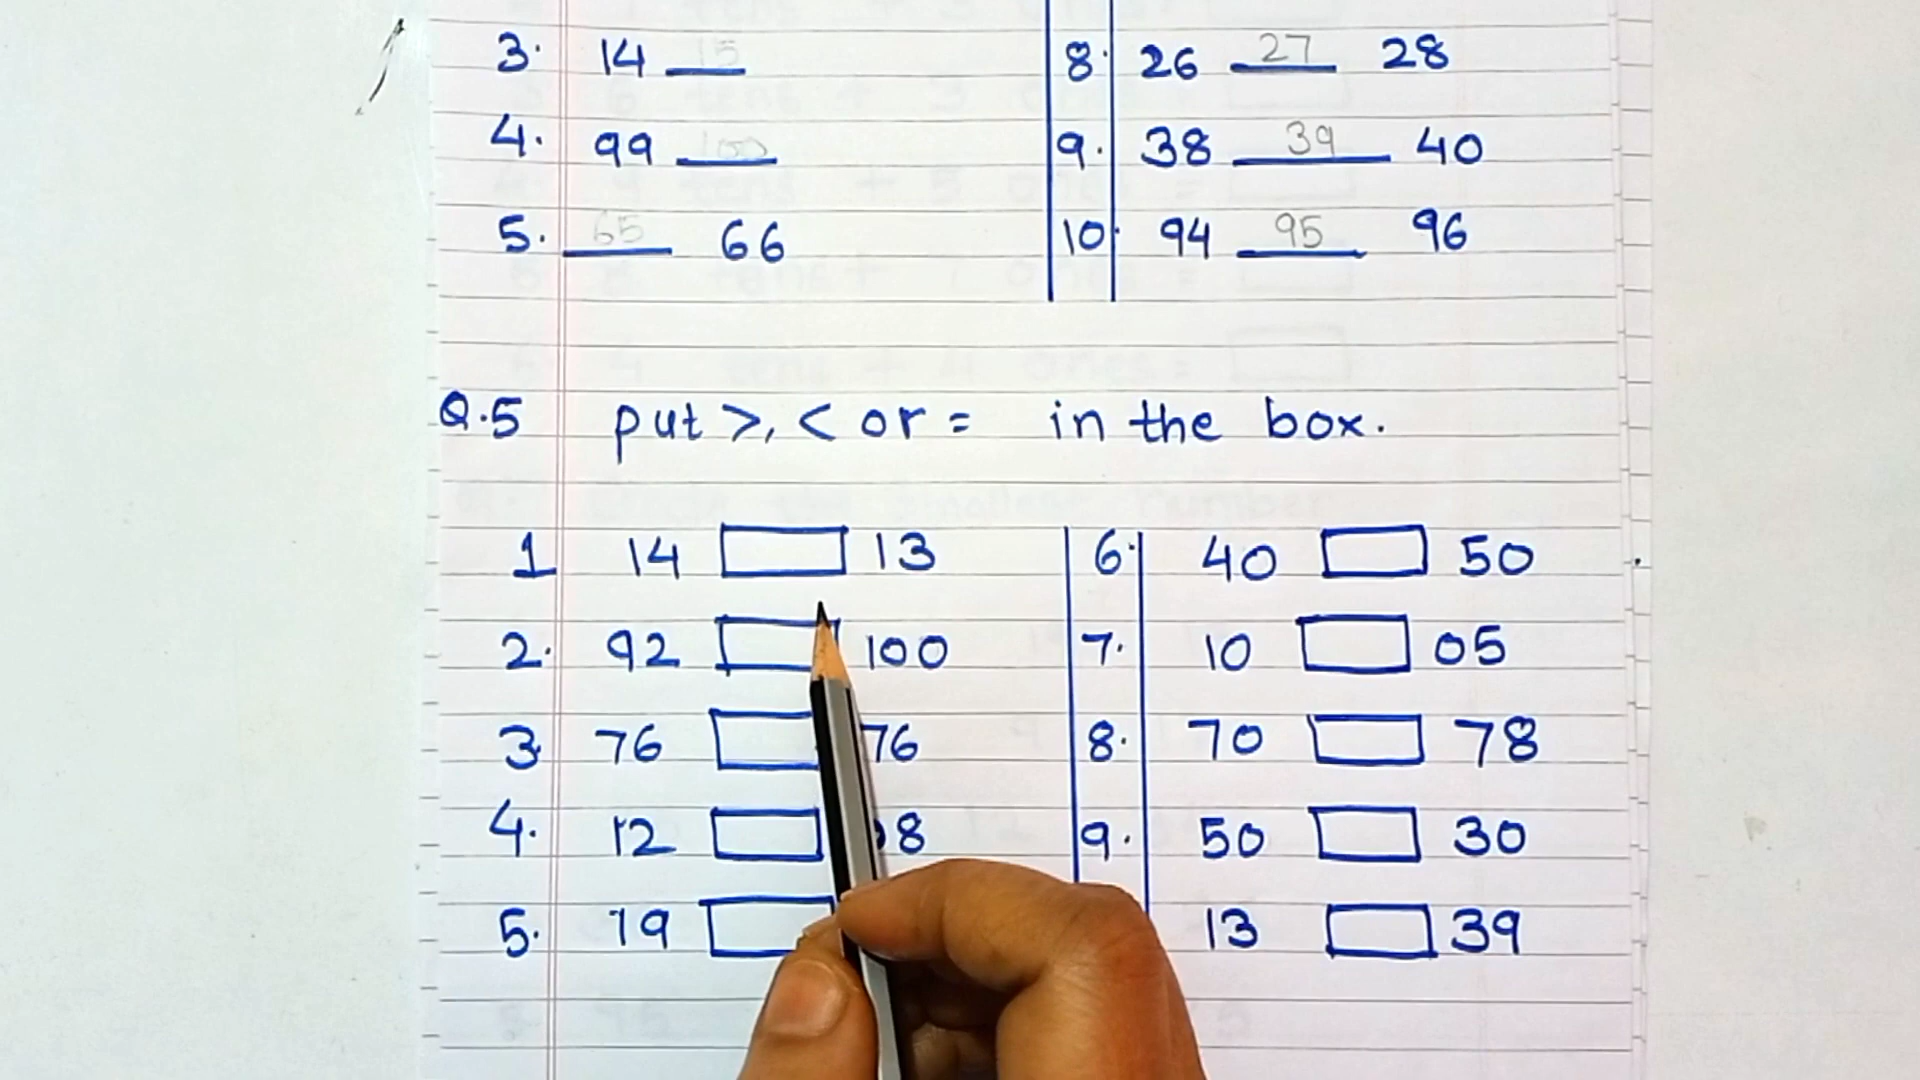 3. 14 15
4. 99 100
5. 65 66
8. 26 27 28
9. 38 39 40
10. 94 95 96
Q.5 put >, < or = in the box.
1 14 13
2. 92 100
3 76 76
4. 12 08
5. 19
6. 40 50
7. 10 05
8. 70 78
9. 50 30
13 39